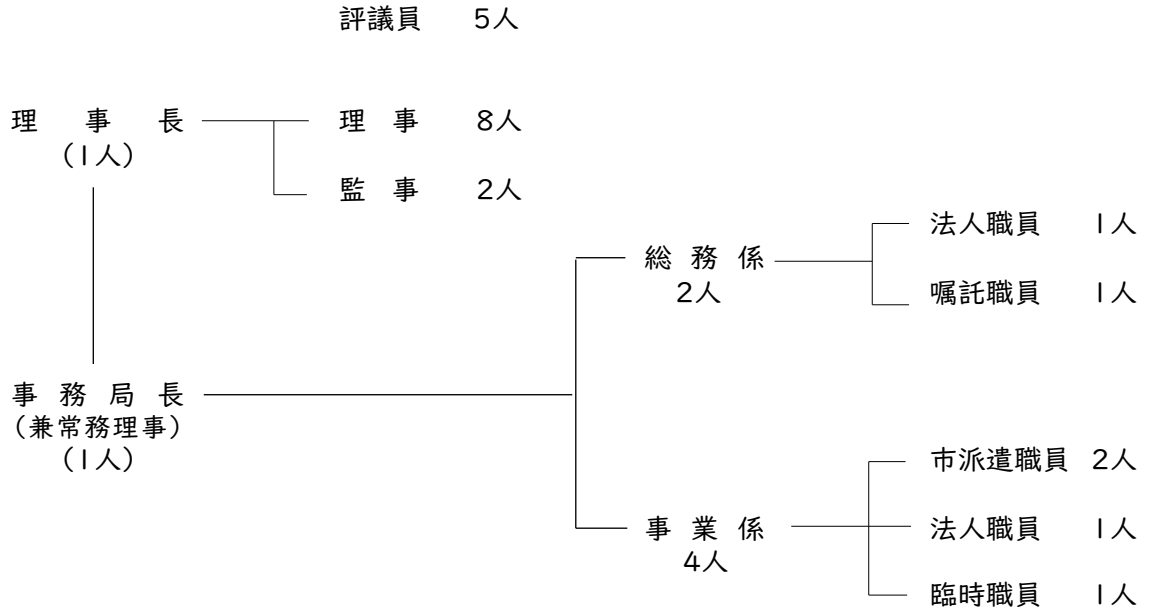 評議員 5人
理事長 理事 8人
(1人)
監事 2人
法人職員 1人
総務係
2人
嘱託職員 1人
事務局長
(兼常務理事)
(1人)
市派遣職員 2人
事業係 法人職員 1人
4人
臨時職員 1人